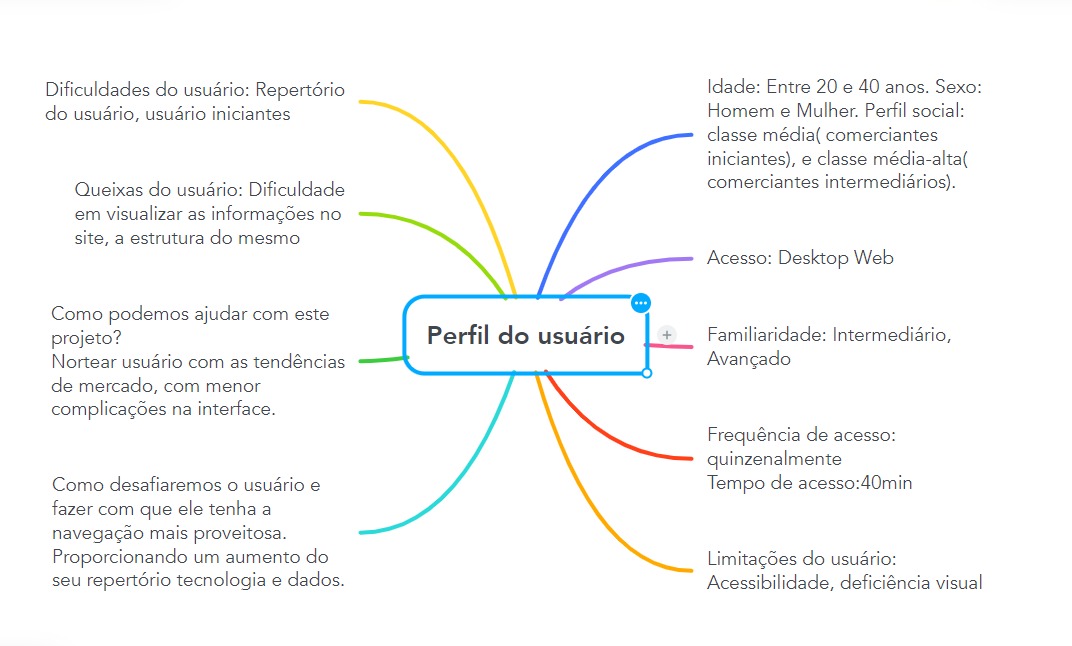 Dificuldades do usuário: Repertório
do usuário, usuário iniciantes
Queixas do usuário: Dificuldade
em visualizar as informações no
site, a estrutura do mesmo
Como podemos ajudar com este
projeto?
Nortear usuário com as tendências
de mercado, com menor
complicações na interface.
Como desafiaremos o usuário e
fazer com que ele tenha a
navegação mais proveitosa.
Proporcionando um aumento do
seu repertório tecnologia e dados.
Perfil do usuário
Idade: Entre 20 e 40 anos. Sexo:
Homem e Mulher. Perfil social:
classe média( comerciantes
iniciantes), e classe média-alta(
comerciantes intermediários).
Acesso: Desktop Web
Familiaridade: Intermediário,
Avançado
Frequência de acesso:
quinzenalmente
Tempo de acesso:40min
Limitações do usuário:
Acessibilidade, deficiência visual